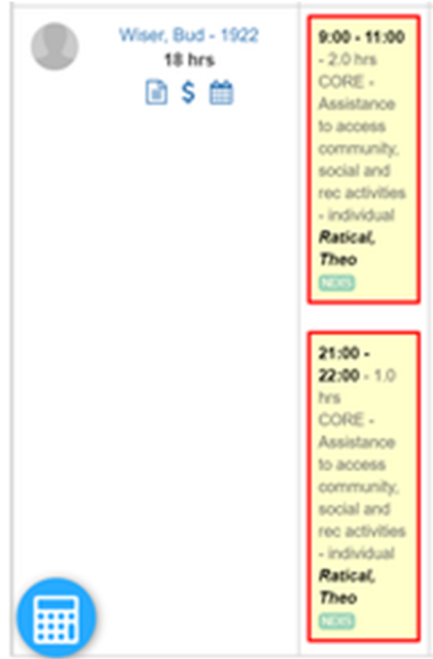 Wiser, Bud - 1922
18 hrs
$
9:00 - 11:00
- 2.0 hrs
CORE -
Assistance
to access
community,
social and
rec activities
- individual
Ratical,
Theo
NDIS
21:00 -
22:00 - 1.0
hrs
CORE -
Assistance
to access
community,
social and
rec activities
- individual
Ratical,
Theo
NDIS